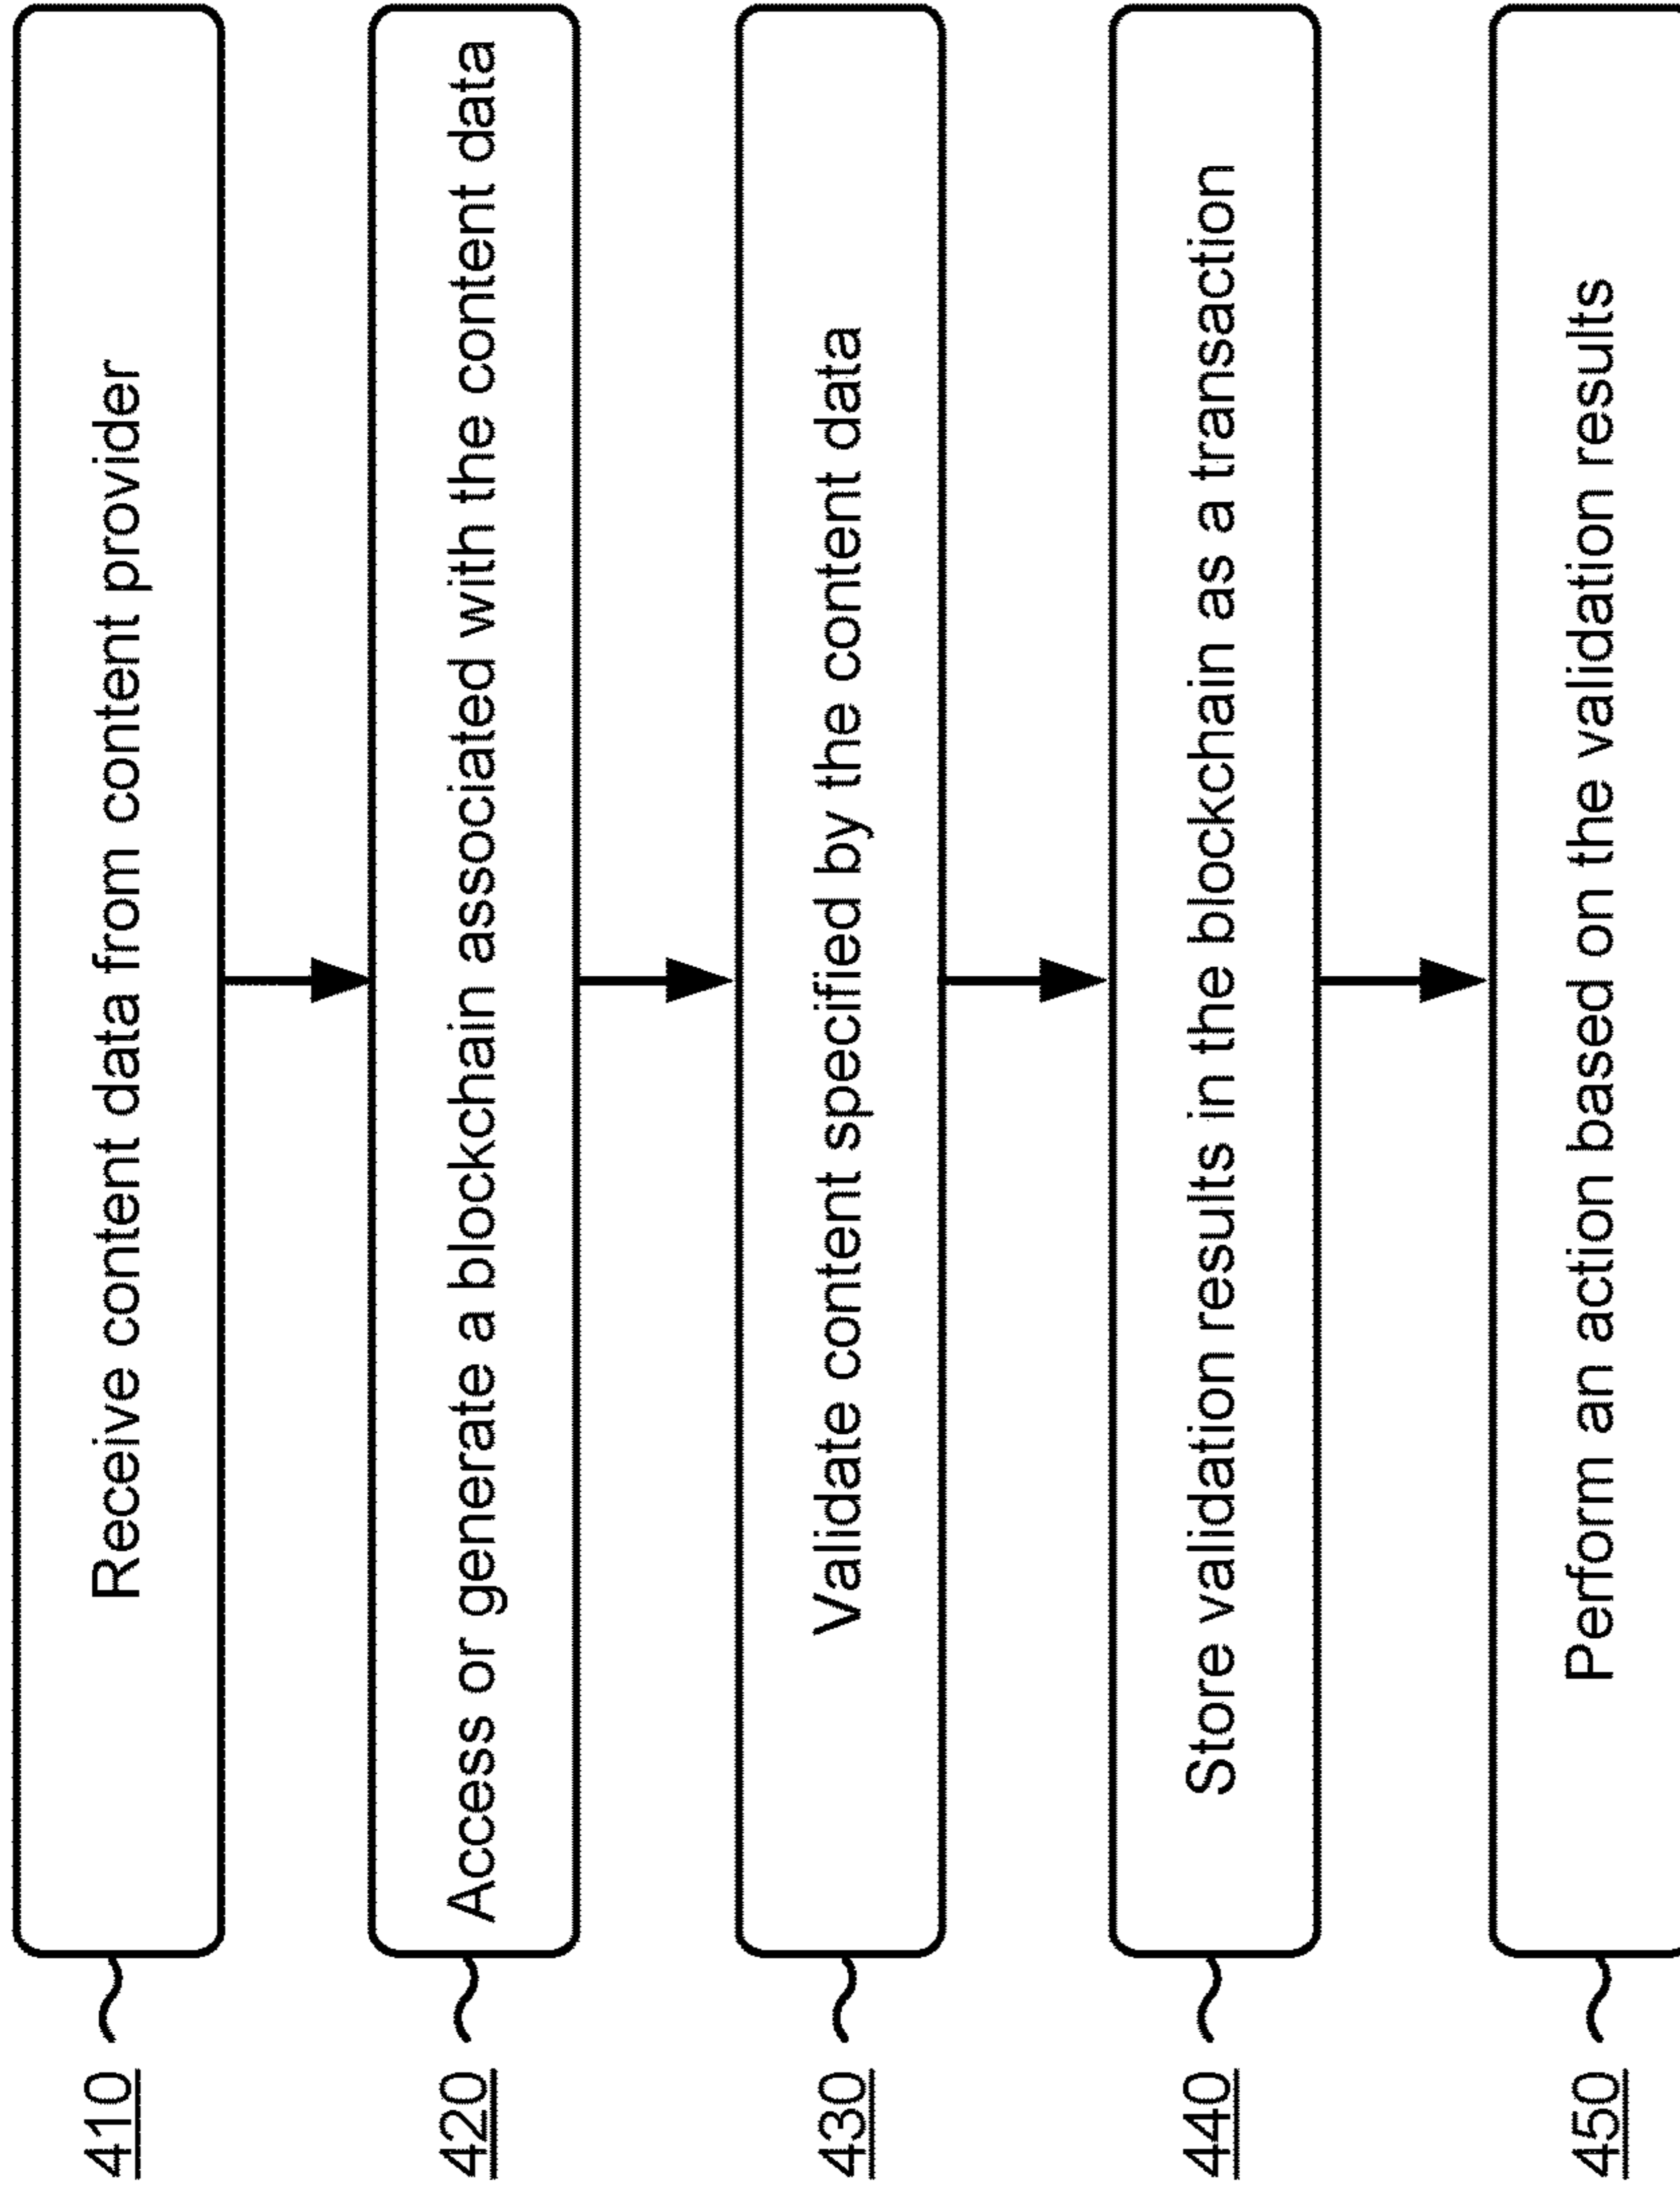 410
Receive content data from content provider
420
Access or generate a blockchain associated with the content data
430
Validate content specified by the content data
440
Store validation results in the blockchain as a transaction
450
Perform an action based on the validation results